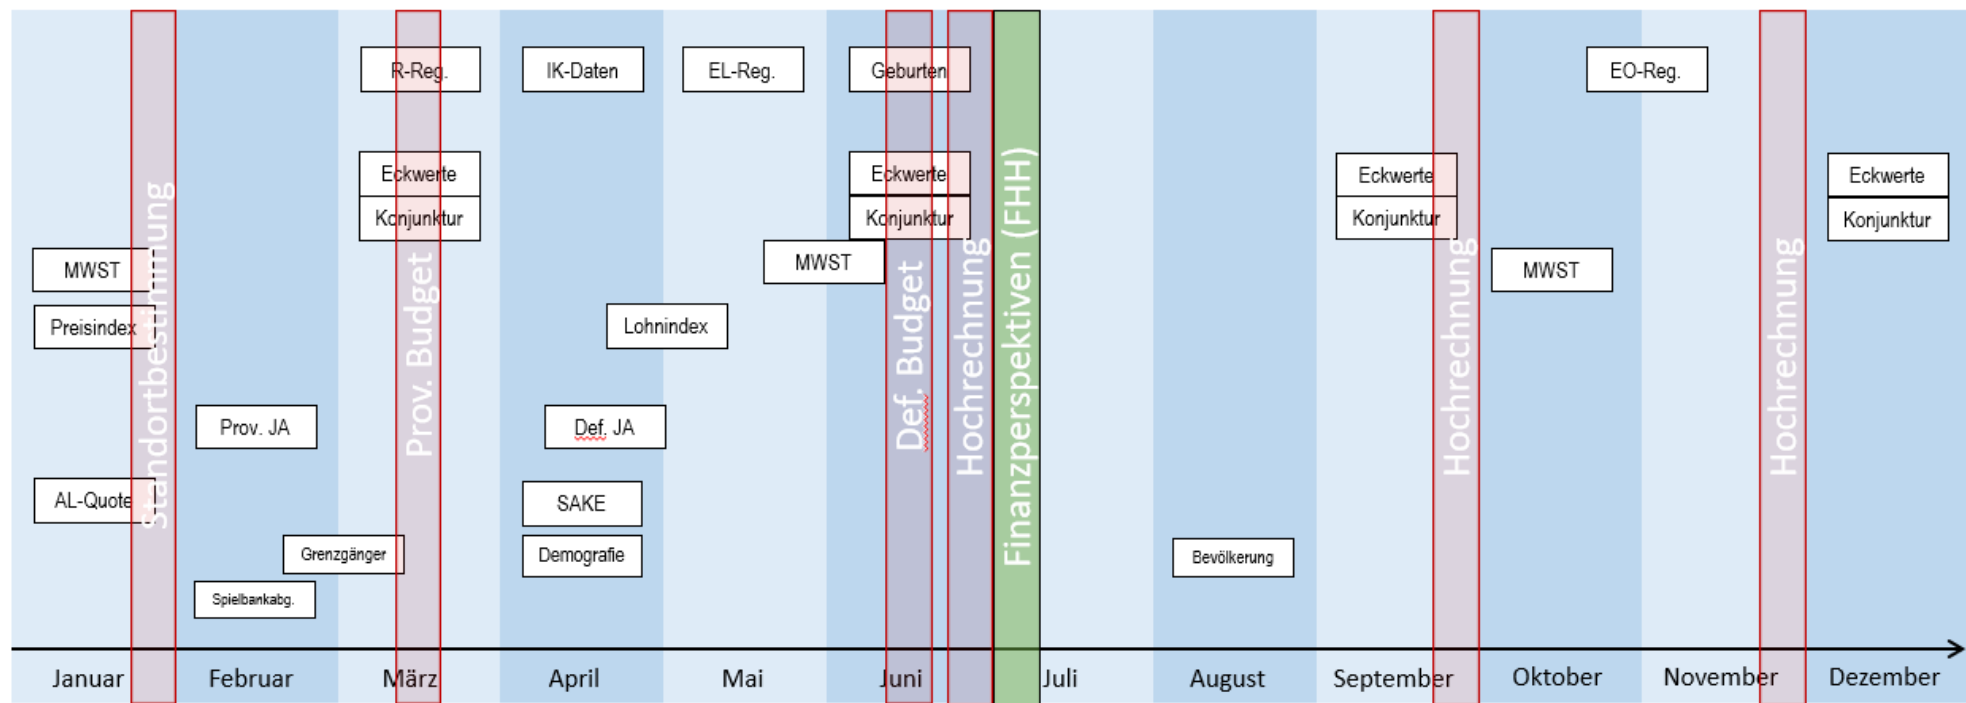 R-Reg.
IK-Daten
EL-Reg.
Geburten
EO-Reg.
Eckwerte
Konjunktur
Eckwerte
Konjunktur
Eckwerte
Konjunktur
Eckwerte
Konjunktur
MWST
MWST
MWST
Preisindex
Lohnindex
Prov. JA
Def. JA
AL-Quote
SAKE
Grenzgänger
Demografie
Bevölkerung
Spielbankabg.
Standortbestimmung
Prov. Budget
Def. Budget
Hochrechnung
Finanzperspektiven (FHH)
Hochrechnung
Hochrechnung
Januar
Februar
März
April
Mai
Juni
Juli
August
September
Oktober
November
Dezember